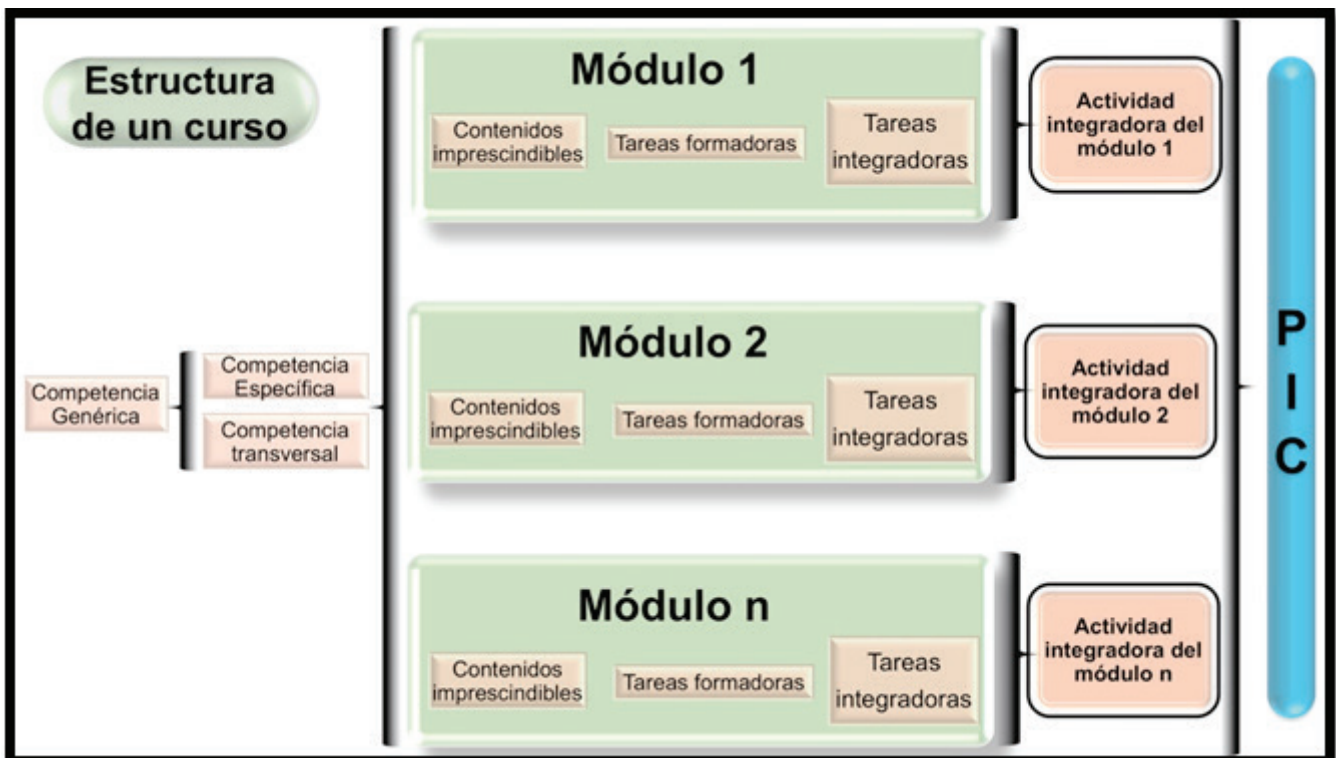 Estructura
de un curso
Competencia
Genérica
Competencia
Específica
Competencia
transversal
Módulo 1
Contenidos
imprescindibles
Tareas formadoras
Tareas
integradoras
Actividad
integradora del
módulo 1
Módulo 2
Contenidos
imprescindibles
Tareas formadoras
Tareas
integradoras
Actividad
integradora del
módulo 2
Módulo n
Contenidos
imprescindibles
Tareas formadoras
Tareas
integradoras
Actividad
integradora del
módulo n
P
I
C